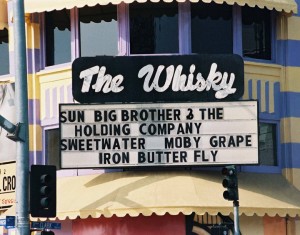 The Whisky
SUN BIG BROTHER & THE
HOLDING COMPANY
SWEETWATER MOBY GRAPE
IRON BUTTER FLY